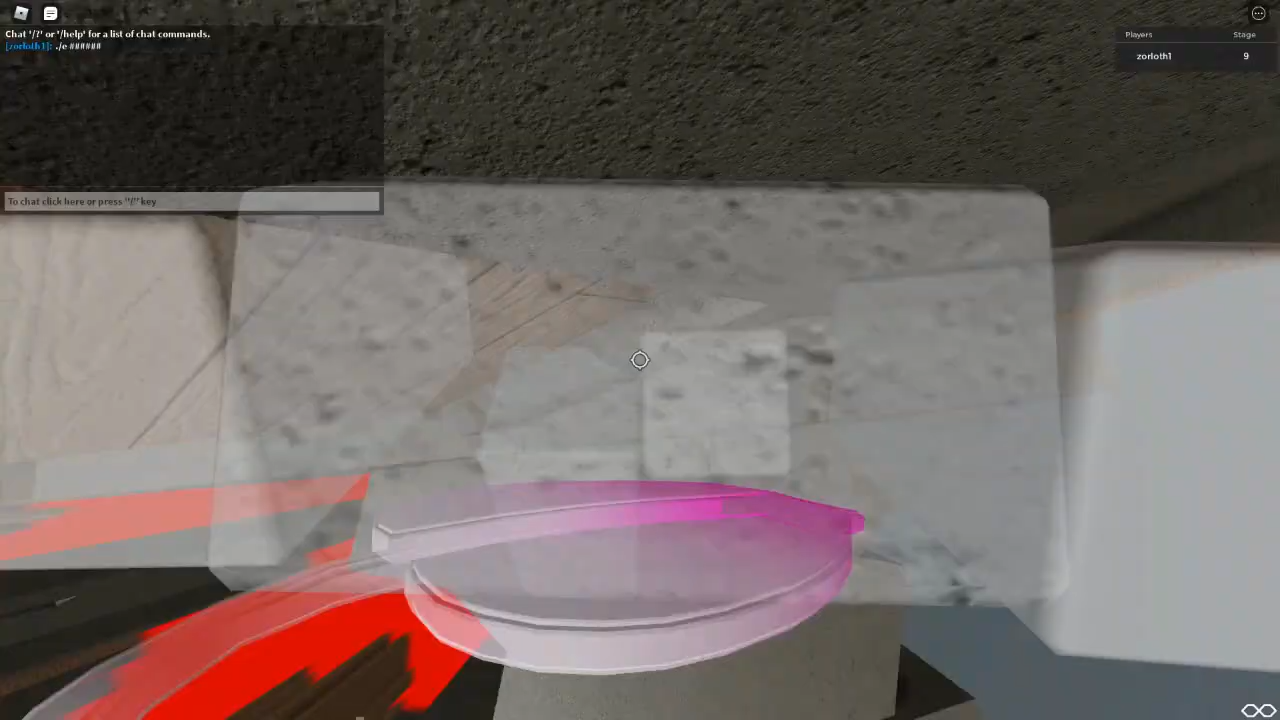 Chat '/?' or '/help' for a list of chat commands.
[zorloth1]: ./e ######
To chat click here or press "/" key
Players Stage
zorloth1 9